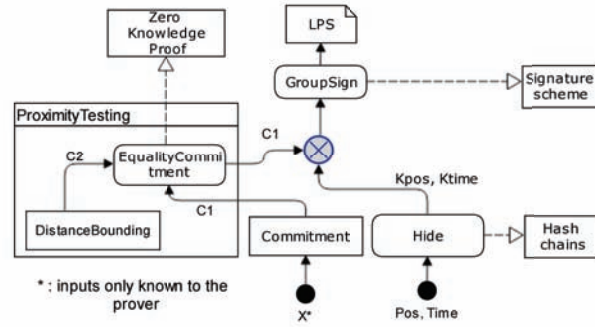 Zero
Knowledge
Proof
LPS
GroupSign
Signature
scheme
ProximityTesting
C2
EqualityCommi
tment
C1
Kpos, Ktime
C1
DistanceBounding
Commitment
Hide
Hash
chains
* : inputs only known to the
prover
X*
Pos, Time